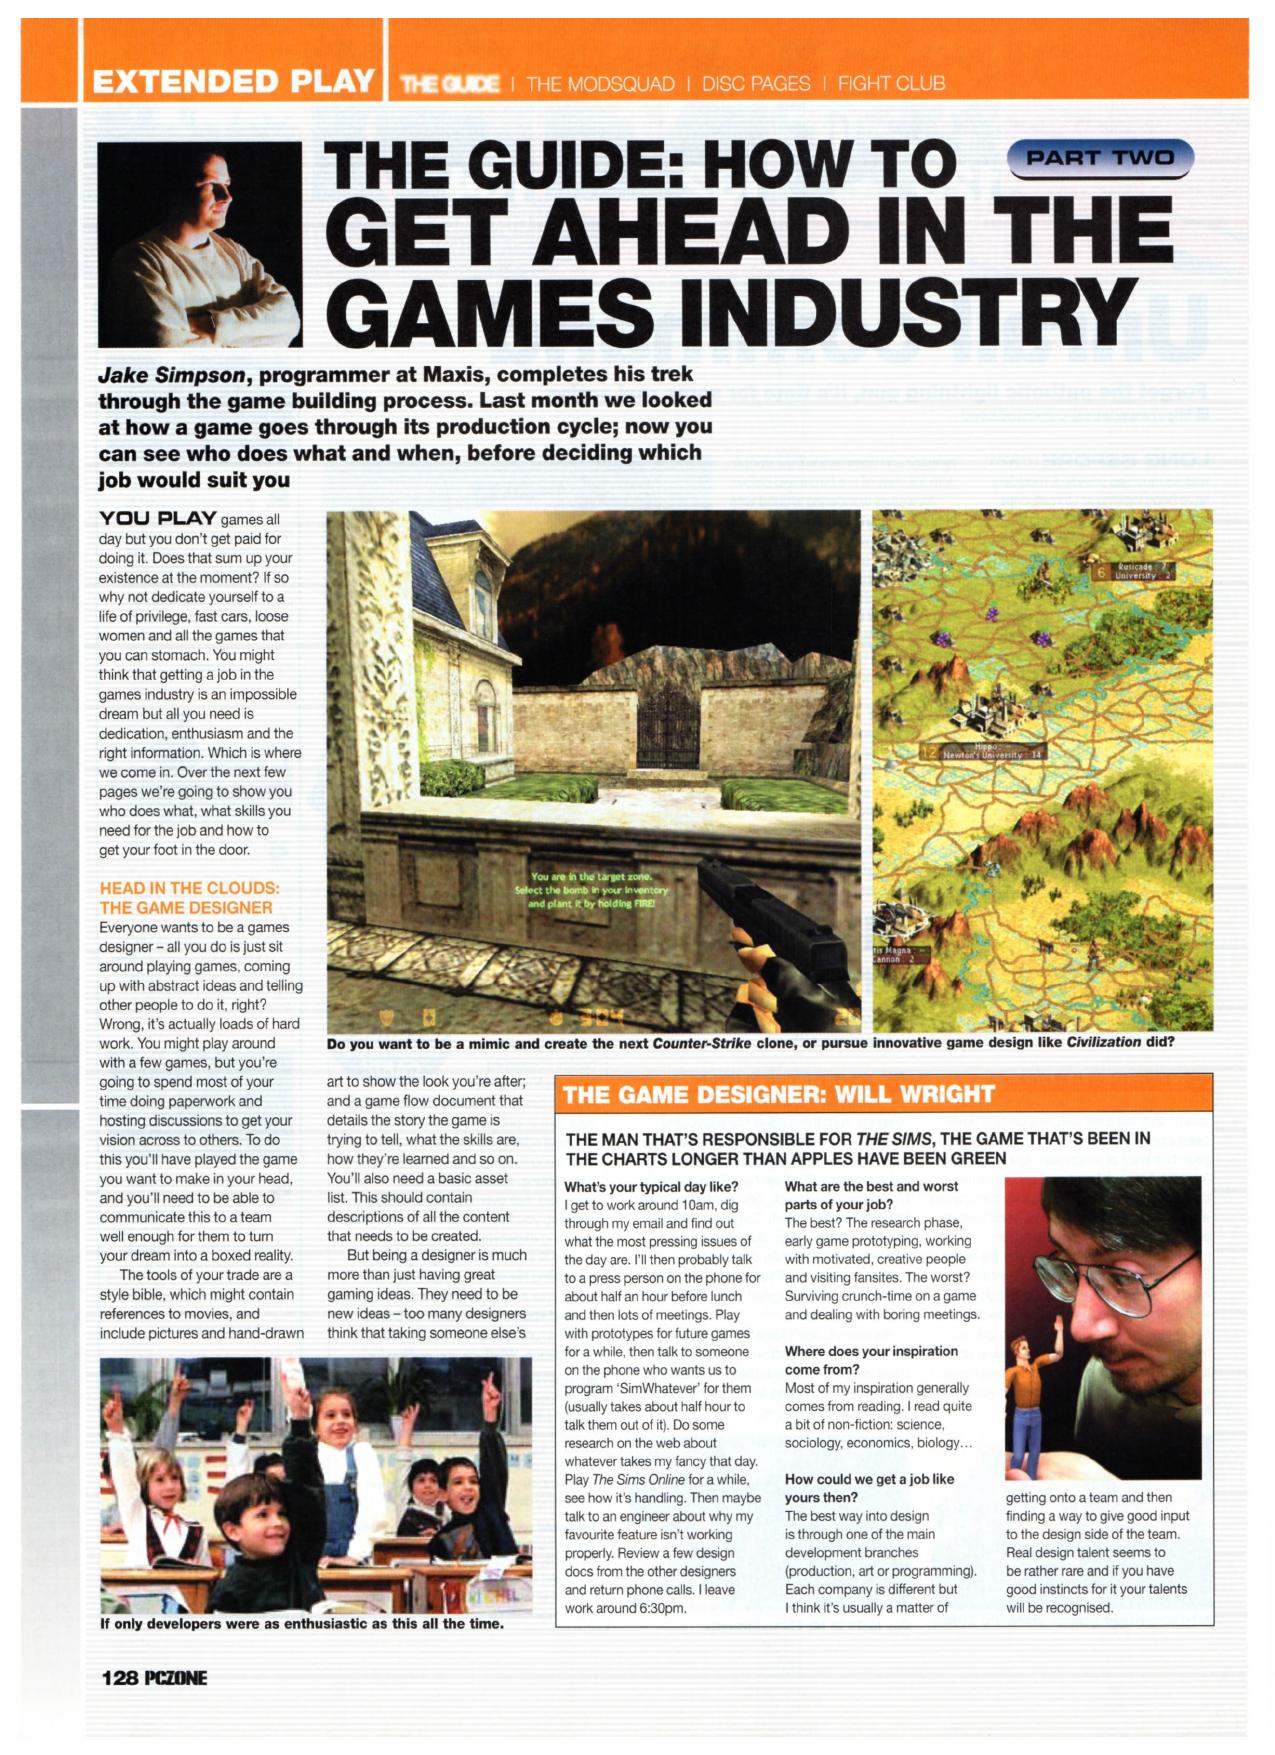 EXTENDED PLAY
THE GUIDE | THE MODSQUAD | DISC PAGES | FIGHT CLUB
THE GUIDE: HOW TO
PART TWO
GET AHEAD IN THE
GAMES INDUSTRY
Jake Simpson, programmer at Maxis, completes his trek
through the game building process. Last month we looked
at how a game goes through its production cycle; now you
can see who does what and when, before deciding which
job would suit you
YOU PLAY games all
day but you don't get paid for
doing it. Does that sum up your
existence at the moment? If so
why not dedicate yourself to a
life of privilege, fast cars, loose
women and all the games that
you can stomach. You might
think that getting a job in the
games industry is an impossible
dream but all you need is
dedication, enthusiasm and the
right information. Which is where
we come in. Over the next few
pages we're going to show you
who does what, what skills you
need for the job and how to
get your foot in the door.
HEAD IN THE CLOUDS:
THE GAME DESIGNER
Everyone wants to be a games
designer – all you do is just sit
around playing games, coming
up with abstract ideas and telling
other people to do it, right?
Wrong, it's actually loads of hard
work. You might play around
with a few games, but you're
going to spend most of your
time doing paperwork and
hosting discussions to get your
vision across to others. To do
this you'll have played the game
you want to make in your head,
and you'll need to be able to
communicate this to a team
well enough for them to turn
your dream into a boxed reality.
The tools of your trade are a
style bible, which might contain
references to movies, and
include pictures and hand-drawn
You are in the target zone.
Select the bomb in your inventory
and plant it by holding FIRE!
6 Rusicade : 7
University : 2
12 Hippo : -
Newton's University : 14
tis Magna : -
Cannon : 2
Do you want to be a mimic and create the next Counter-Strike clone, or pursue innovative game design like Civilization did?
art to show the look you're after;
and a game flow document that
details the story the game is
trying to tell, what the skills are,
how they're learned and so on.
You'll also need a basic asset
list. This should contain
descriptions of all the content
that needs to be created.
But being a designer is much
more than just having great
gaming ideas. They need to be
new ideas – too many designers
think that taking someone else's
If only developers were as enthusiastic as this all the time.
THE GAME DESIGNER: WILL WRIGHT
THE MAN THAT'S RESPONSIBLE FOR THE SIMS, THE GAME THAT'S BEEN IN
THE CHARTS LONGER THAN APPLES HAVE BEEN GREEN
What's your typical day like?
I get to work around 10am, dig
through my email and find out
what the most pressing issues of
the day are. I'll then probably talk
to a press person on the phone for
about half an hour before lunch
and then lots of meetings. Play
with prototypes for future games
for a while, then talk to someone
on the phone who wants us to
program 'SimWhatever' for them
(usually takes about half hour to
talk them out of it). Do some
research on the web about
whatever takes my fancy that day.
Play The Sims Online for a while,
see how it's handling. Then maybe
talk to an engineer about why my
favourite feature isn't working
properly. Review a few design
docs from the other designers
and return phone calls. I leave
work around 6:30pm.
What are the best and worst
parts of your job?
The best? The research phase,
early game prototyping, working
with motivated, creative people
and visiting fansites. The worst?
Surviving crunch-time on a game
and dealing with boring meetings.
Where does your inspiration
come from?
Most of my inspiration generally
comes from reading. I read quite
a bit of non-fiction: science,
sociology, economics, biology...
How could we get a job like
yours then?
The best way into design
is through one of the main
development branches
(production, art or programming).
Each company is different but
I think it's usually a matter of
getting onto a team and then
finding a way to give good input
to the design side of the team.
Real design talent seems to
be rather rare and if you have
good instincts for it your talents
will be recognised.
128 PCZONE